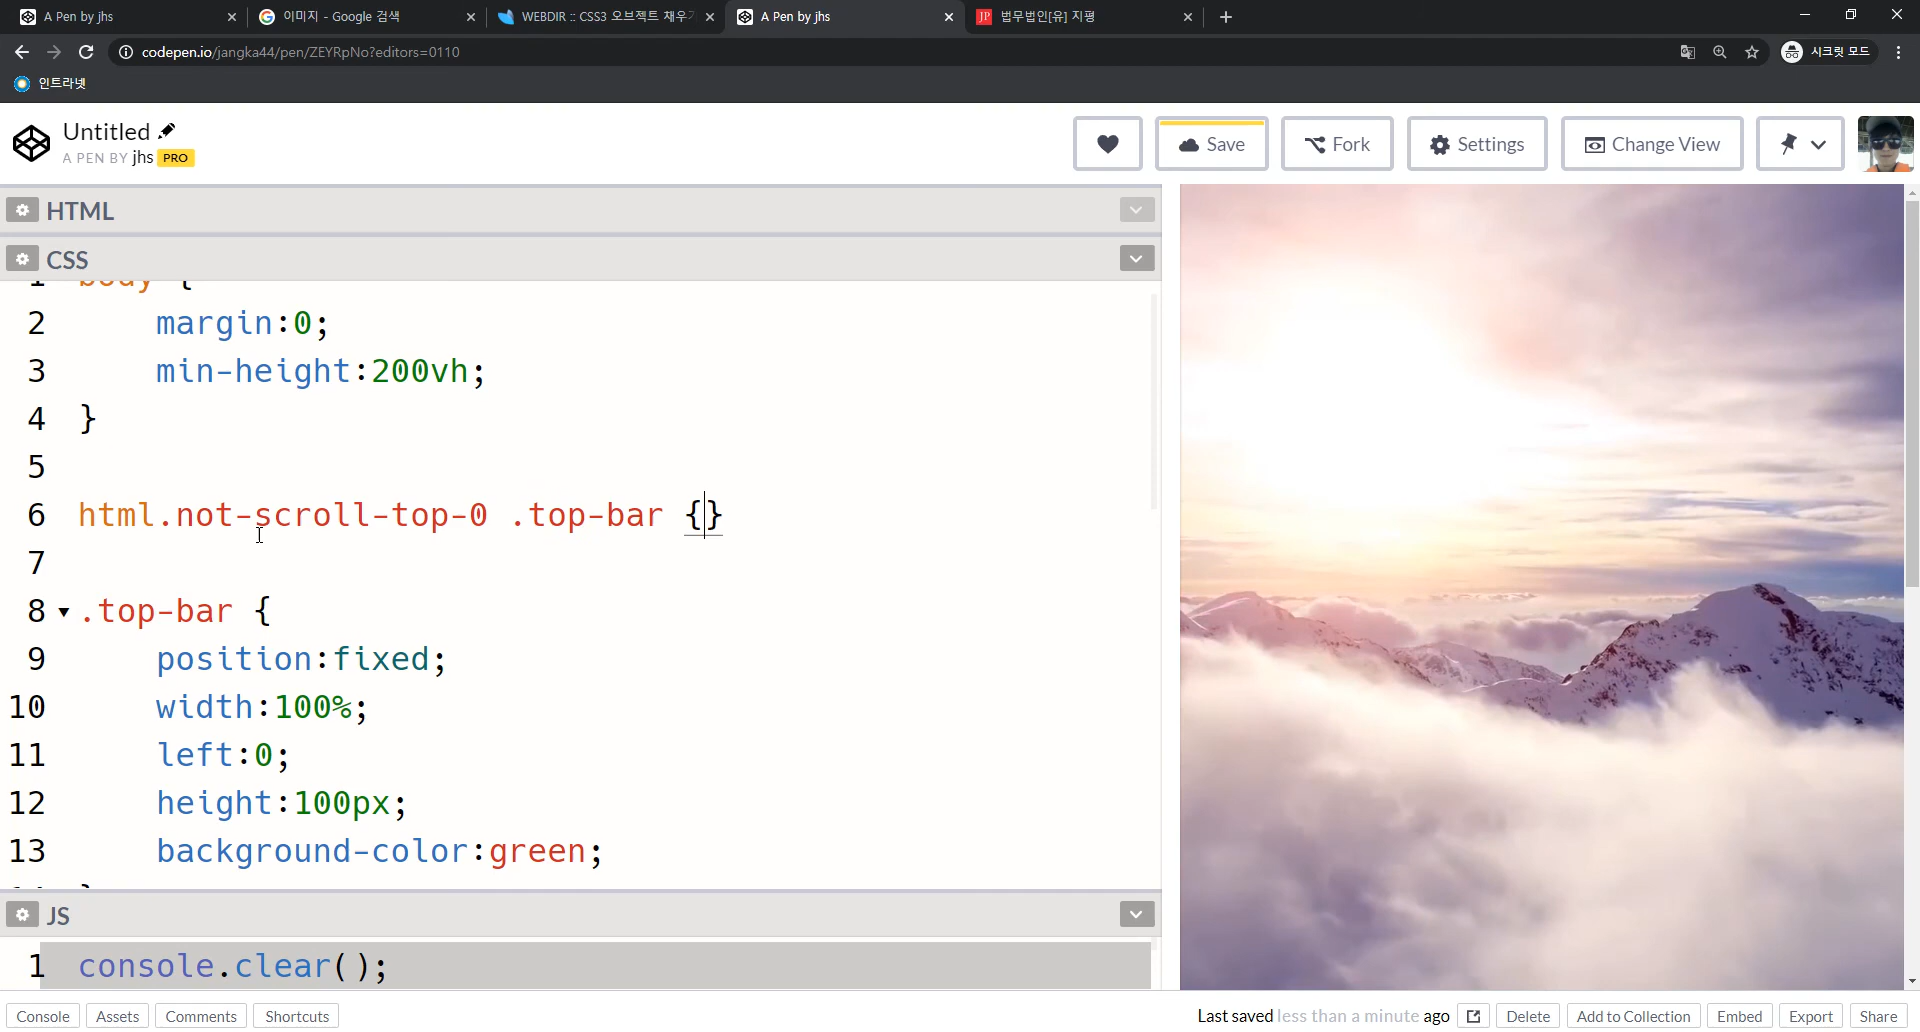 A Pen by jhs
이미지 - Google 검색
WEBDIR :: CSS3 오브젝트 채우기
A Pen by jhs
JP 법무법인[유] 지평
codepen.io/jangka44/pen/ZEYRpNo?editors=0110
시크릿 모드
인트라넷
Untitled
A PEN BY jhs PRO
Save
Fork
Settings
Change View
HTML
CSS
1 body {
2 margin:0;
3 min-height:200vh;
4 }
5
6 html.not-scroll-top-0 .top-bar {}
7
8 .top-bar {
9 position:fixed;
10 width:100%;
11 left:0;
12 height:100px;
13 background-color:green;
JS
1 console.clear();
Console
Assets
Comments
Shortcuts
Last saved less than a minute ago
Delete
Add to Collection
Embed
Export
Share